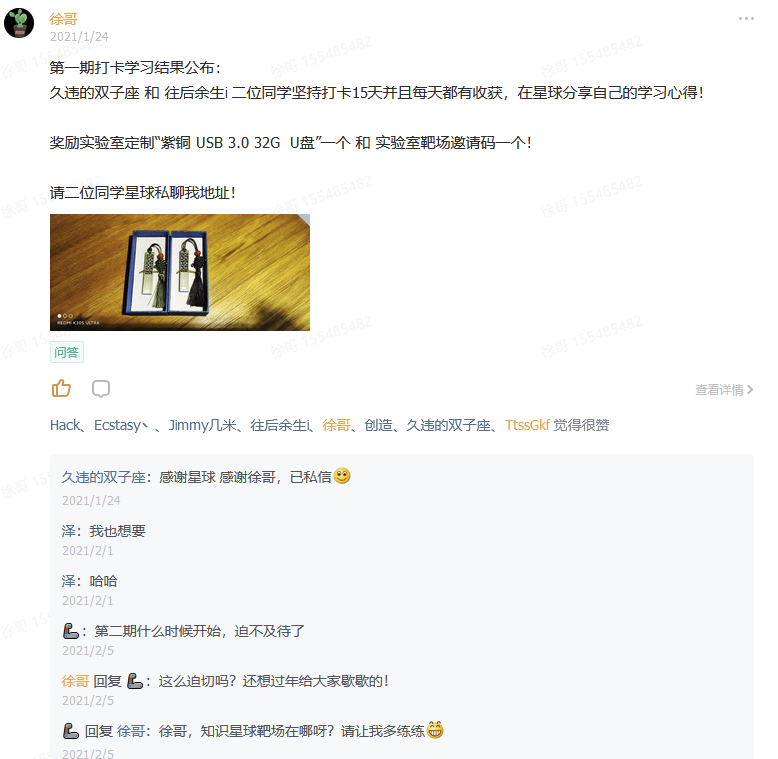 徐哥
2021/1/24
第一期打卡学习结果公布：
久违的双子座 和 往后余生i 二位同学坚持打卡15天并且每天都有收获，在星球分享自己的学习心得！
奖励实验室定制“紫铜 USB 3.0 32G U盘”一个 和 实验室靶场邀请码一个！
请二位同学星球私聊我地址！
REDMI K30S ULTRA
问答
查看详情
Hack、Ecstasy丶、Jimmy几米、往后余生i、徐哥、创造、久违的双子座、TtssGkf 觉得很赞
久违的双子座：感谢星球 感谢徐哥，已私信😊
2021/1/24
泽：我也想要
2021/2/1
泽：哈哈
2021/2/1
🦾：第二期什么时候开始，迫不及待了
2021/2/5
徐哥 回复 🦾：这么迫切吗？还想过年给大家歇歇的！
2021/2/5
🦾 回复 徐哥：徐哥，知识星球靶场在哪呀？请让我多练练😁
2021/2/5
徐哥 155485482